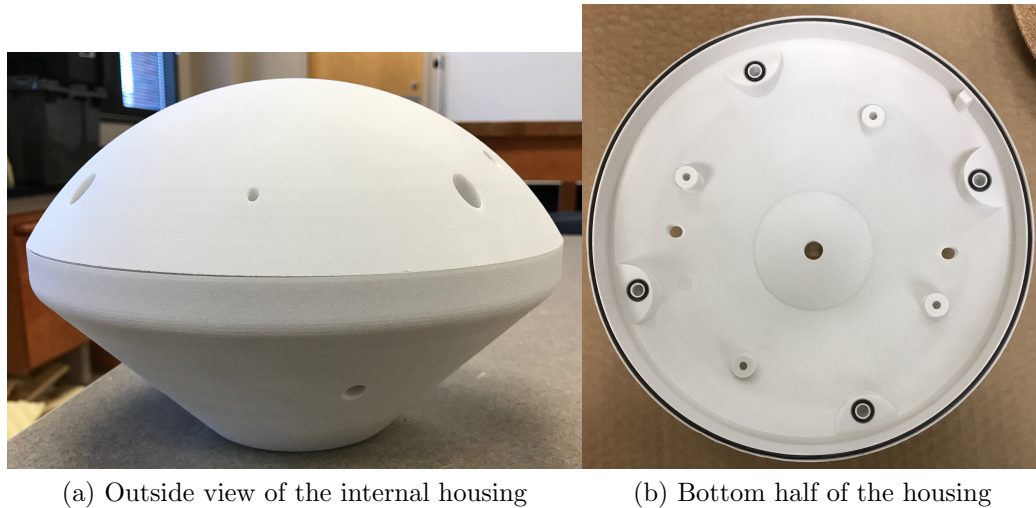 (a) Outside view of the internal housing
(b) Bottom half of the housing